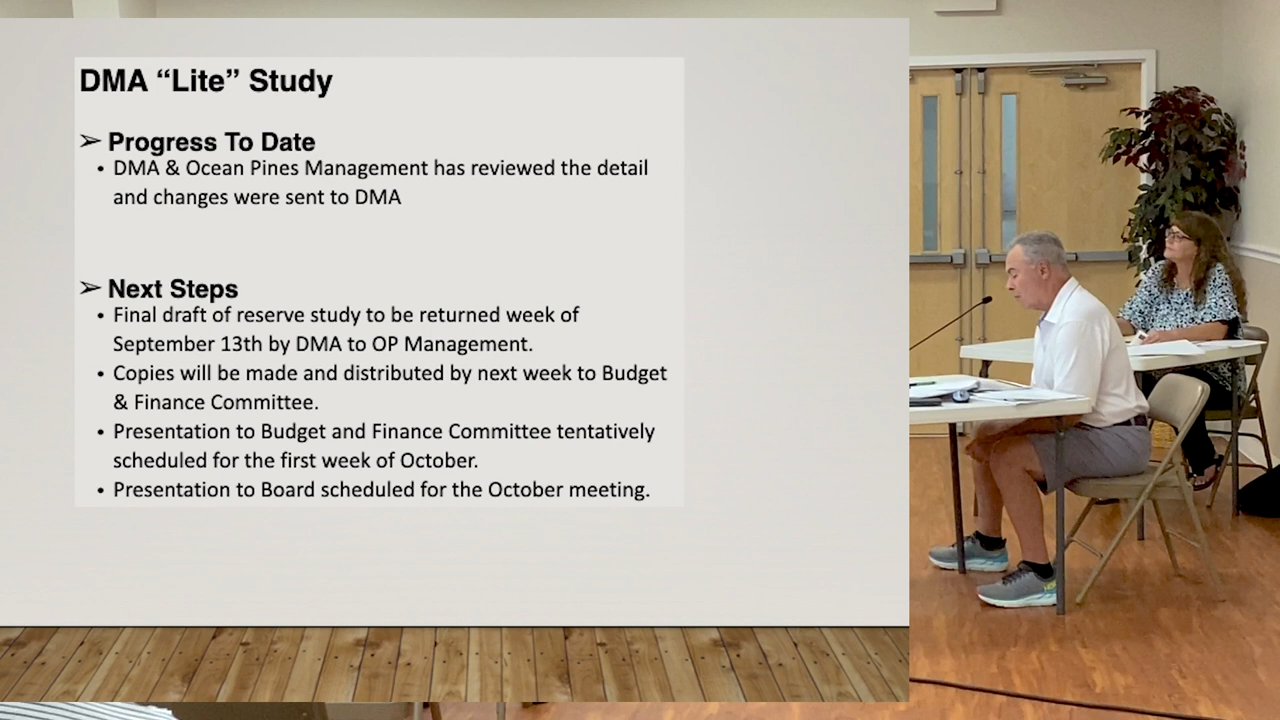 DMA “Lite” Study
➢ Progress To Date
• DMA & Ocean Pines Management has reviewed the detail
and changes were sent to DMA
➢ Next Steps
• Final draft of reserve study to be returned week of
September 13th by DMA to OP Management.
• Copies will be made and distributed by next week to Budget
& Finance Committee.
• Presentation to Budget and Finance Committee tentatively
scheduled for the first week of October.
• Presentation to Board scheduled for the October meeting.